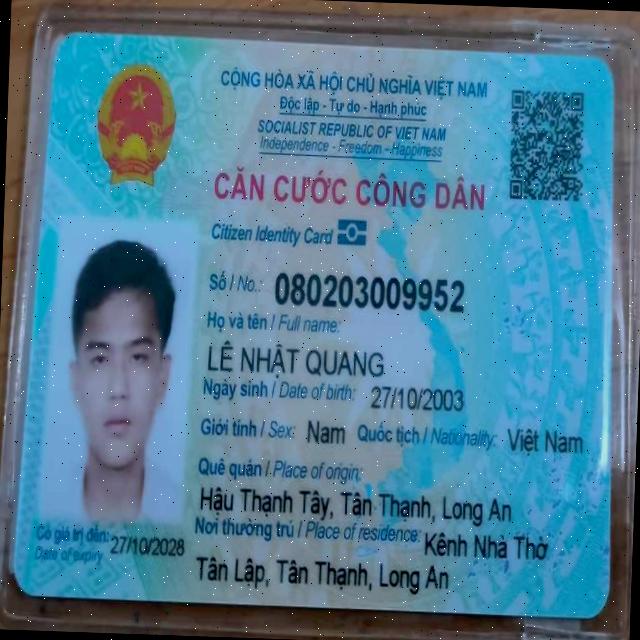 CỘNG HÒA XÃ HỘI CHỦ NGHĨA VIỆT NAM
Độc lập - Tự do - Hạnh phúc
SOCIALIST REPUBLIC OF VIET NAM
Independence - Freedom - Happiness
CĂN CƯỚC CÔNG DÂN
Citizen Identity Card
Số / No.: 080203009952
Họ và tên / Full name:
LÊ NHẬT QUANG
Ngày sinh / Date of birth: 27/10/2003
Giới tính / Sex: Nam Quốc tịch / Nationality: Việt Nam
Quê quán / Place of origin:
Hậu Thạnh Tây, Tân Thạnh, Long An
Nơi thường trú / Place of residence: Kênh Nhà Thờ
Tân Lập, Tân Thạnh, Long An
Có giá trị đến: 27/10/2028
Date of expiry